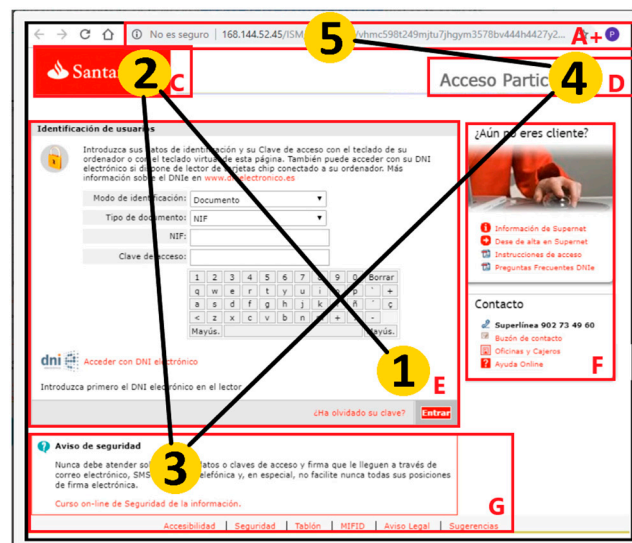 No es seguro | 168.144.52.45/ISM
vhmc598t249mjtu7jhgym3578bv444h4427y2...
A+
P
5
2
4
C
Acceso
D
Identificación de usuarios
Introduzca sus datos de identificación y su Clave de acceso con el teclado de su
ordenador o con el teclado virtual de esta página. También puede acceder con su DNI
electrónico si dispone de lector de tarjetas chip conectado a su ordenador. Más
información sobre el DNIe en www.dnielectronico.es
Modo de identificación: Documento
Tipo de documento: NIF
NIF:
Clave de acceso:
1 2 3 4 5 6 7 8 9 0 Borrar
q w e r t y u i o p ` +
a s d f g h j k ñ ´ ç
< z x c v b n + -
Mayús. Mayús.
1
dni Acceder con DNI electrónico
E
Introduzca primero el DNI electrónico en el lector
¿Ha olvidado su clave? Entrar
¿Aún no eres cliente?
Información de Supernet
Dese de alta en Supernet
Instrucciones de acceso
Preguntas Frecuentes DNIe
Contacto
Superlínea 902 73 49 60
Buzón de contacto
Oficinas y Cajeros
Ayuda Online
F
Aviso de seguridad
3
Nunca debe atender datos o claves de acceso y firma que le lleguen a través de
correo electrónico, SMS y, en especial, no facilite nunca todas sus posiciones
de firma electrónica.
Curso on-line de Seguridad de la información.
G
Accesibilidad | Seguridad | Tablón | MIFID | Aviso Legal | Sugerencias